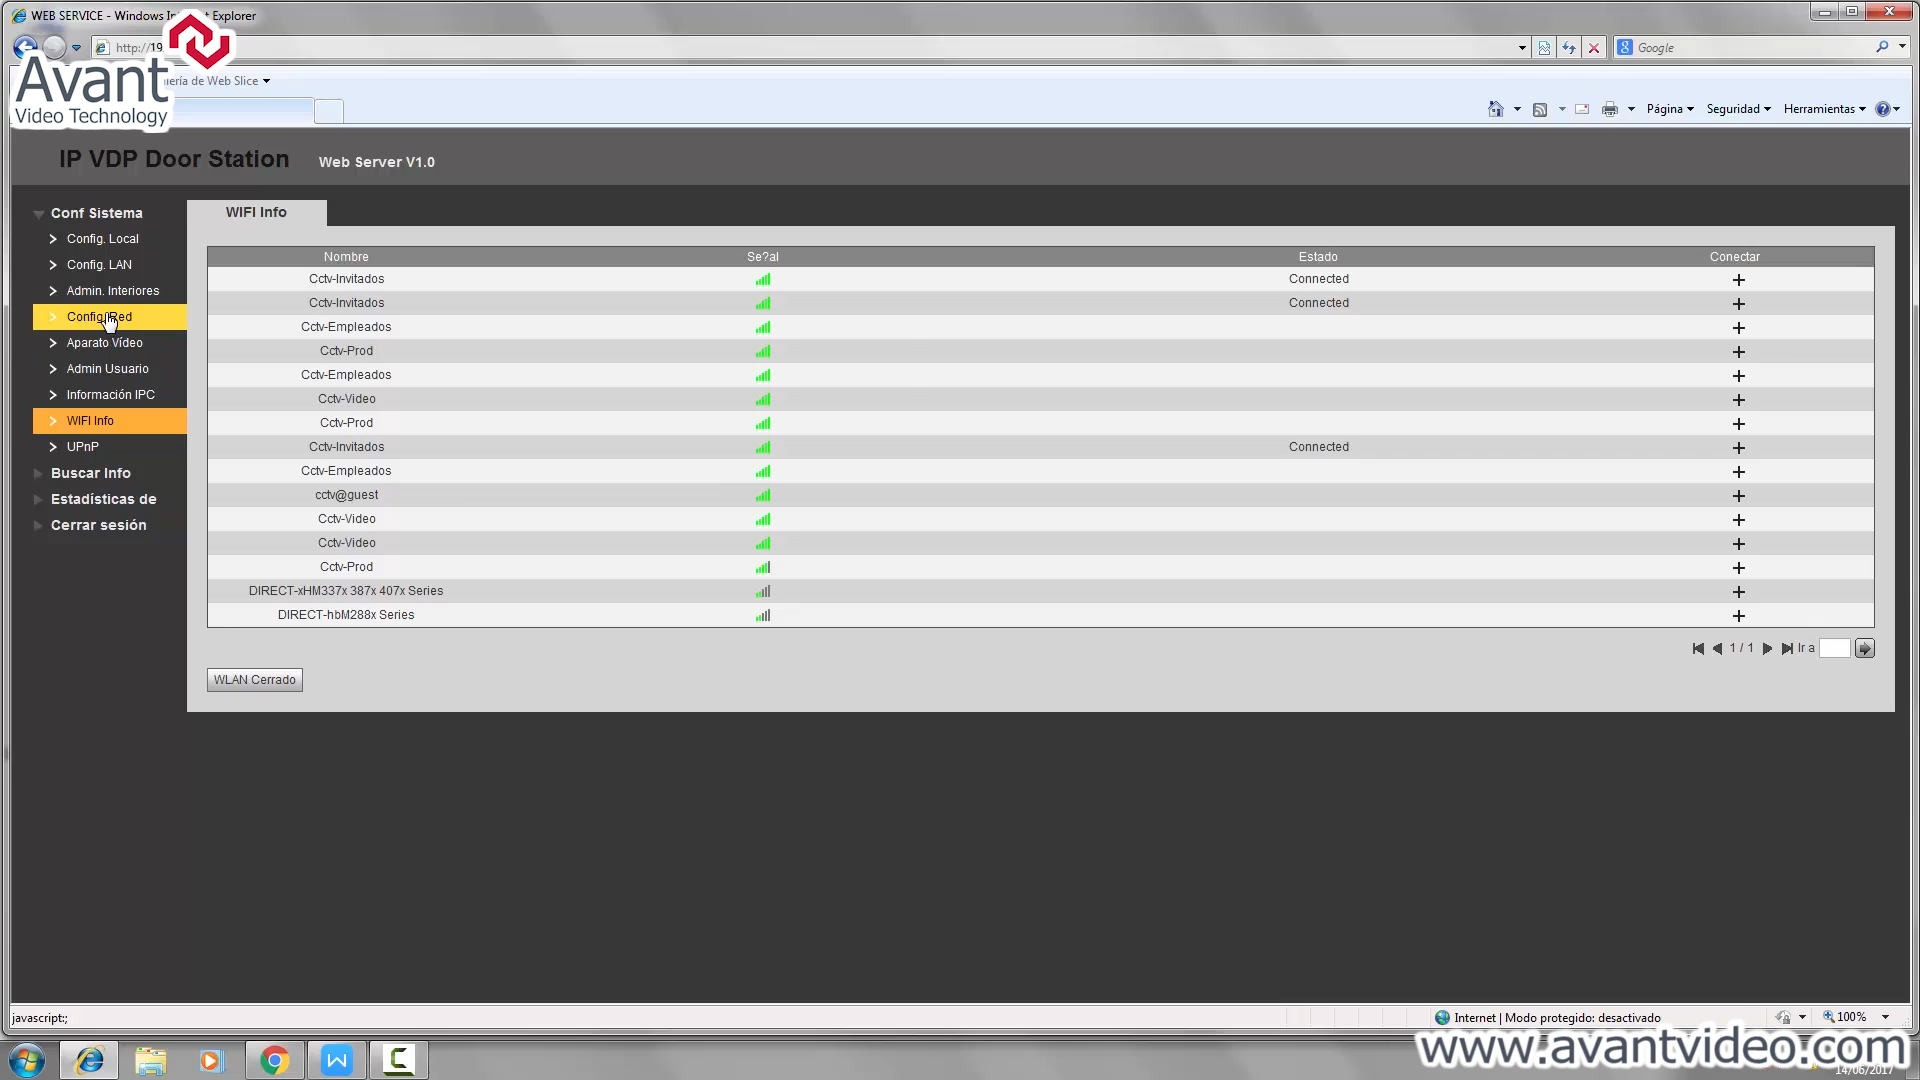 WEB SERVICE - Windows In t Explorer
http://19
Google
Avant
Video Technology
ería de Web Slice
Página
Seguridad
Herramientas
IP VDP Door Station
Web Server V1.0
Conf Sistema
Config. Local
Config. LAN
Admin. Interiores
Config. Red
Aparato Vídeo
Admin Usuario
Información IPC
WIFI Info
UPnP
Buscar Info
Estadísticas de
Cerrar sesión
WIFI Info
Nombre Se?al Estado Conectar
Cctv-Invitados Connected +
Cctv-Invitados Connected +
Cctv-Empleados +
Cctv-Prod +
Cctv-Empleados +
Cctv-Video +
Cctv-Prod +
Cctv-Invitados Connected +
Cctv-Empleados +
cctv@guest +
Cctv-Video +
Cctv-Video +
Cctv-Prod +
DIRECT-xHM337x 387x 407x Series +
DIRECT-hbM288x Series +
1 / 1 Ir a
WLAN Cerrado
javascript:;
Internet | Modo protegido: desactivado
100%
www.avantvideo.com
14/06/2017